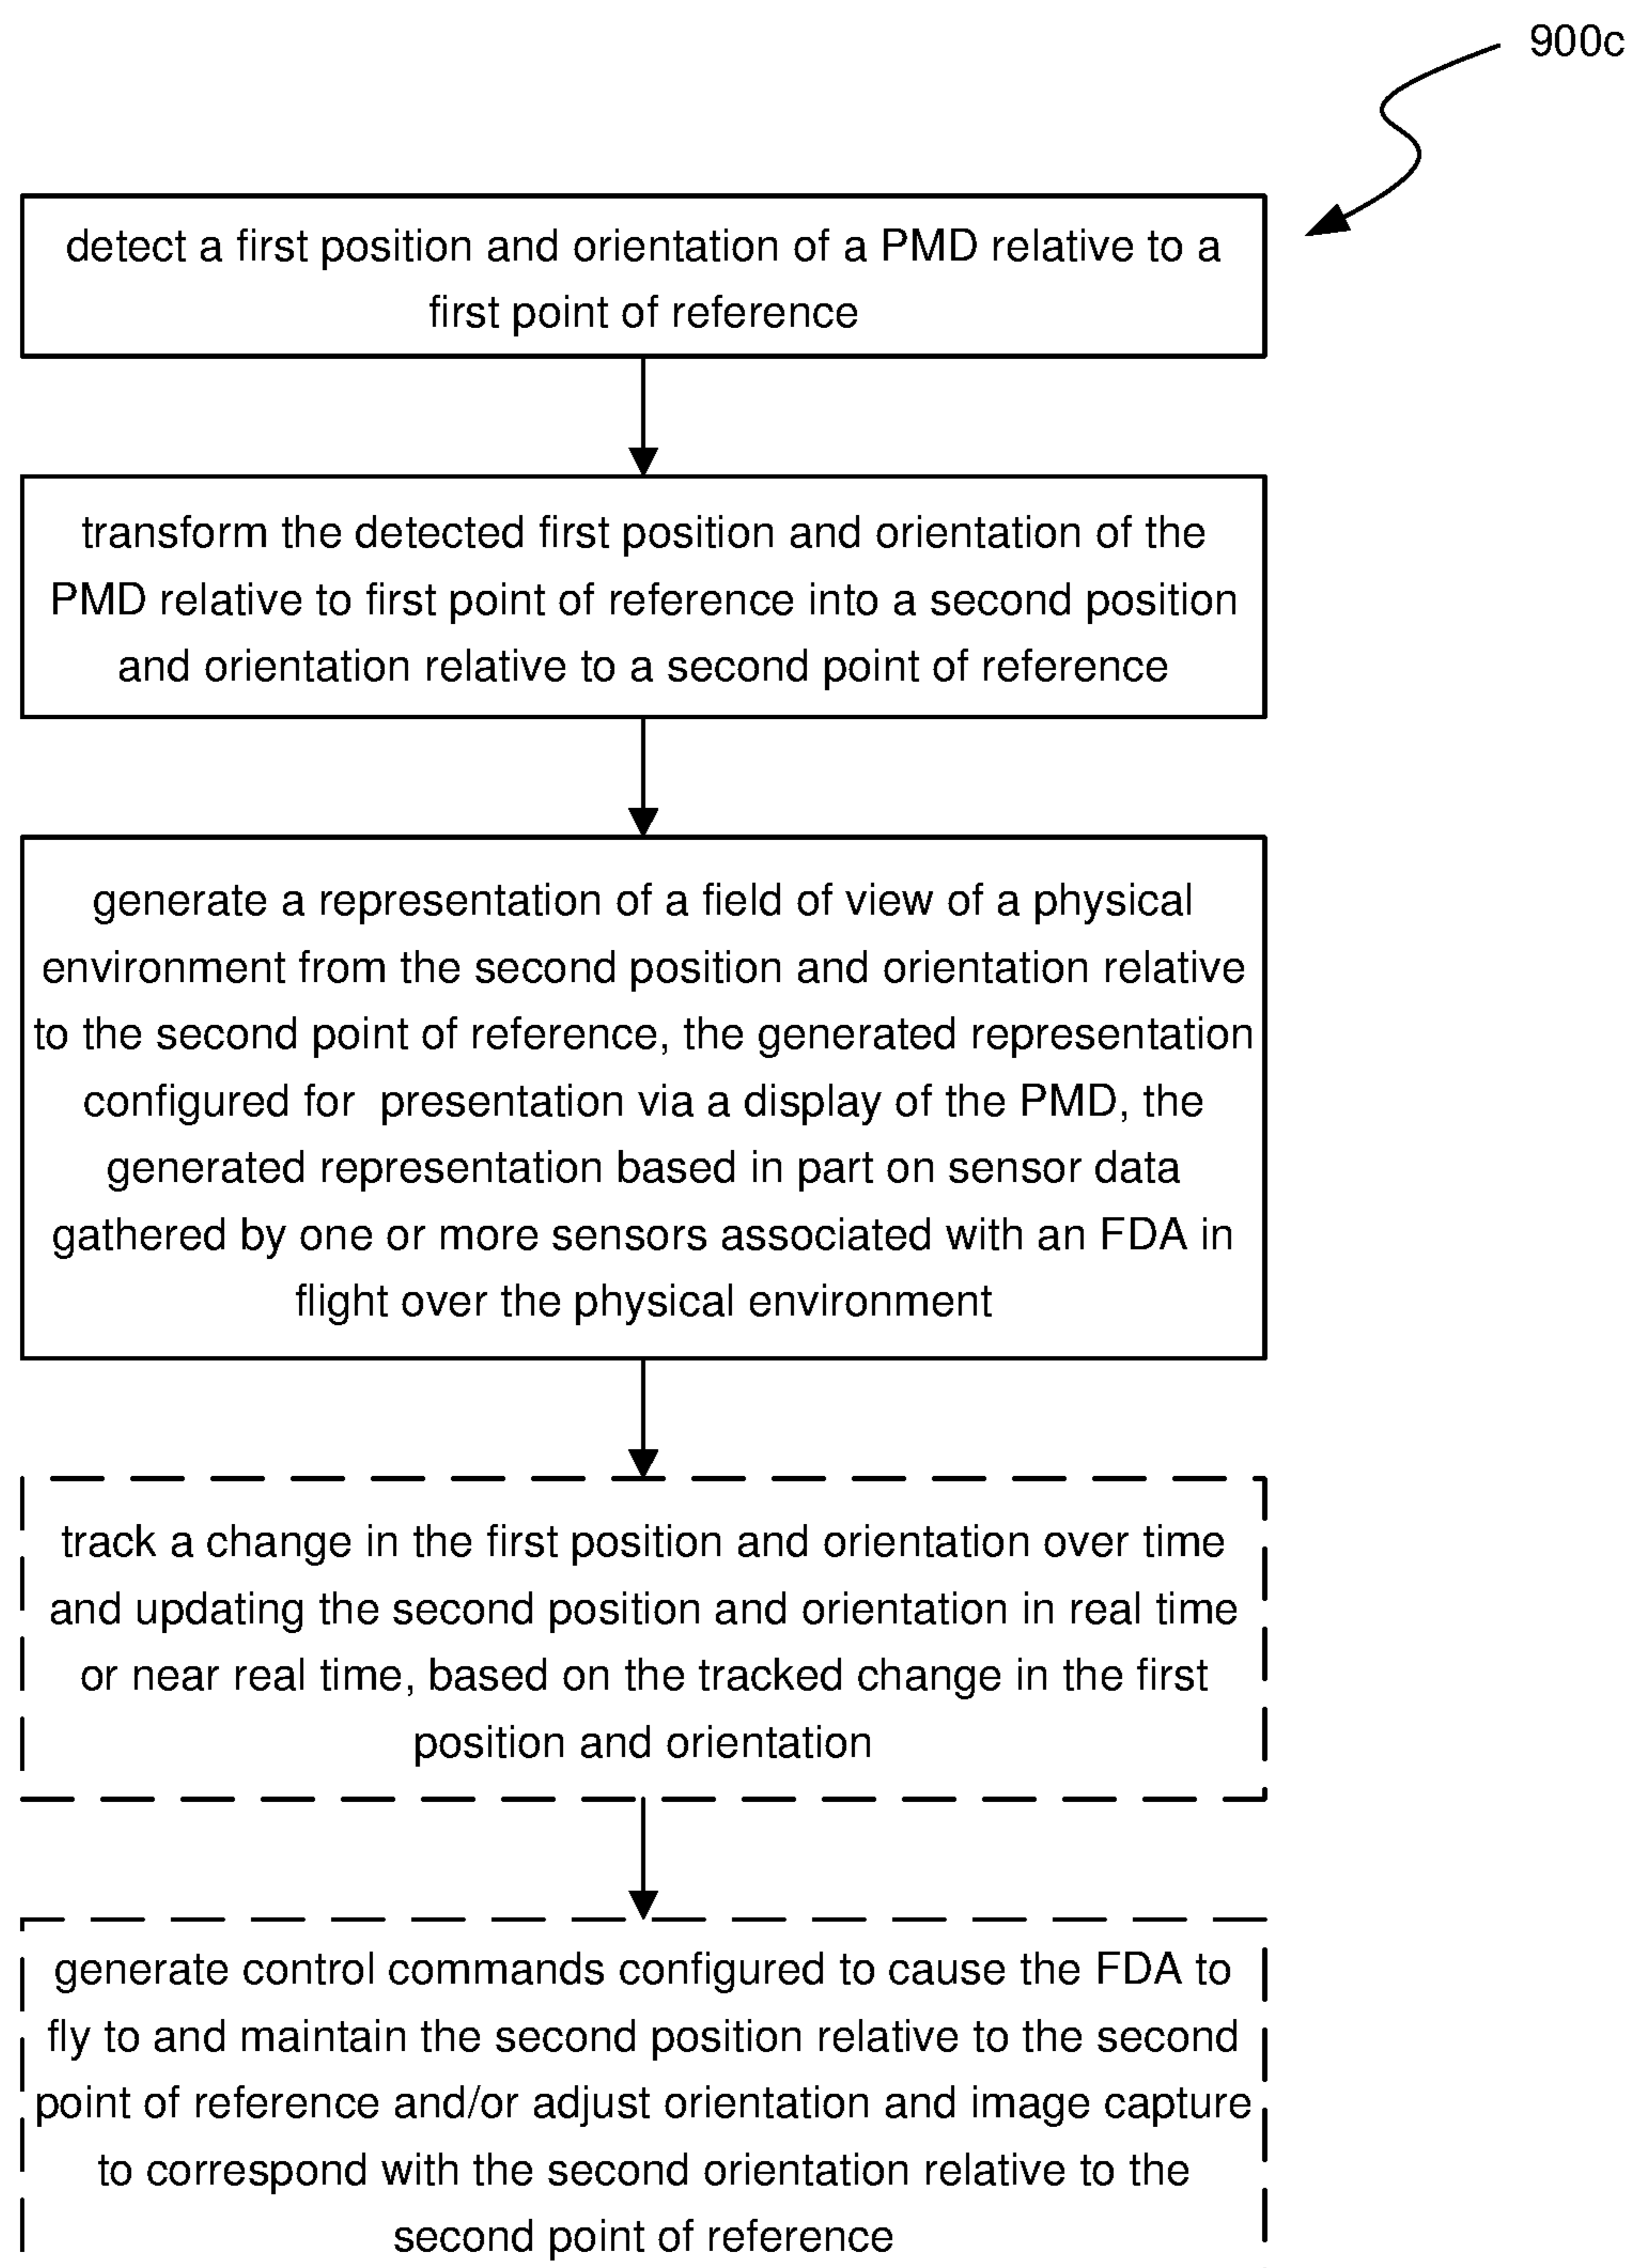 900c
detect a first position and orientation of a PMD relative to a
first point of reference
transform the detected first position and orientation of the
PMD relative to first point of reference into a second position
and orientation relative to a second point of reference
generate a representation of a field of view of a physical
environment from the second position and orientation relative
to the second point of reference, the generated representation
configured for  presentation via a display of the PMD, the
generated representation based in part on sensor data
gathered by one or more sensors associated with an FDA in
flight over the physical environment
track a change in the first position and orientation over time
and updating the second position and orientation in real time
or near real time, based on the tracked change in the first
position and orientation
generate control commands configured to cause the FDA to
fly to and maintain the second position relative to the second
point of reference and/or adjust orientation and image capture
to correspond with the second orientation relative to the
second point of reference